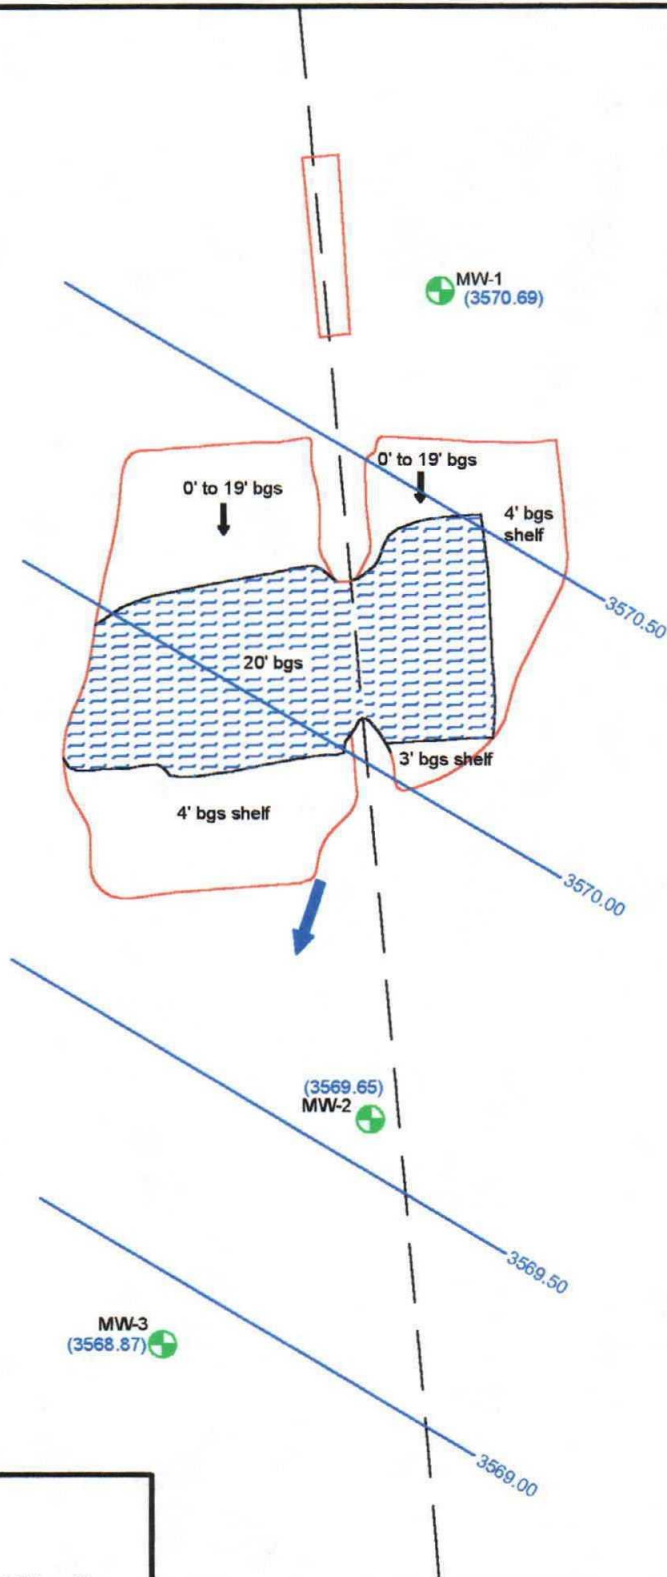 MW-1
(3570.69)
0' to 19' bgs
0' to 19' bgs
4' bgs
shelf
3570.50
20' bgs
3' bgs shelf
4' bgs shelf
3570.00
(3569.65)
MW-2
3569.50
MW-3
(3568.87)
3569.00